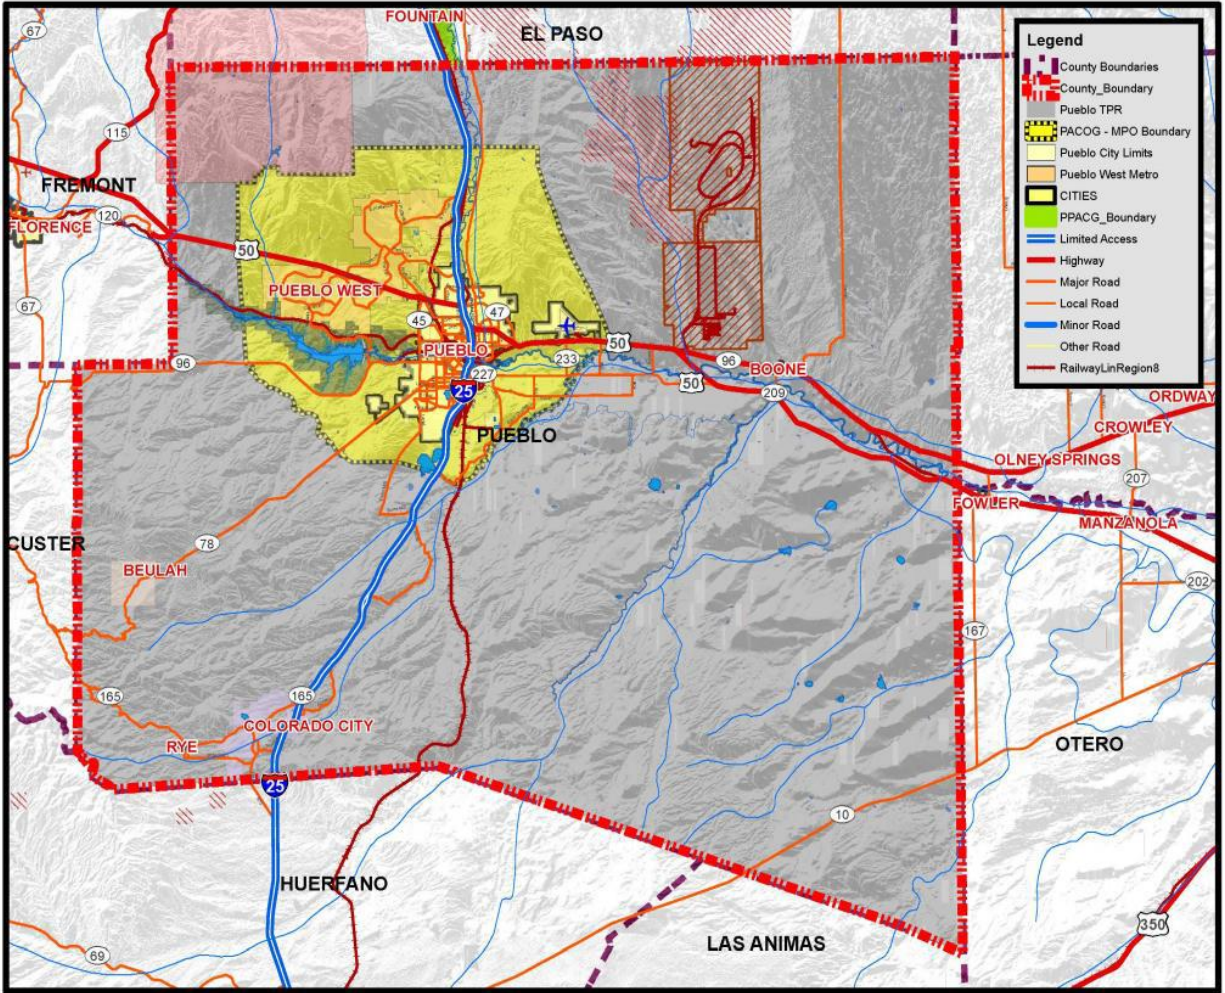 FOUNTAIN
EL PASO
67
115
FREMONT
120
FLORENCE
50
67
PUEBLO WEST
45
47
PUEBLO
50
233
227
96
25
50
96
BOONE
209
PUEBLO
ORDWAY
CROWLEY
OLNEY SPRINGS
207
FOWLER
MANZANOLA
CUSTER
78
BEULAH
202
167
165
165
COLORADO CITY
RYE
25
OTERO
10
HUERFANO
LAS ANIMAS
350
69
Legend
County Boundaries
County_Boundary
Pueblo TPR
PACOG - MPO Boundary
Pueblo City Limits
Pueblo West Metro
CITIES
PPACG_Boundary
Limited Access
Highway
Major Road
Local Road
Minor Road
Other Road
RailwayLinRegion8